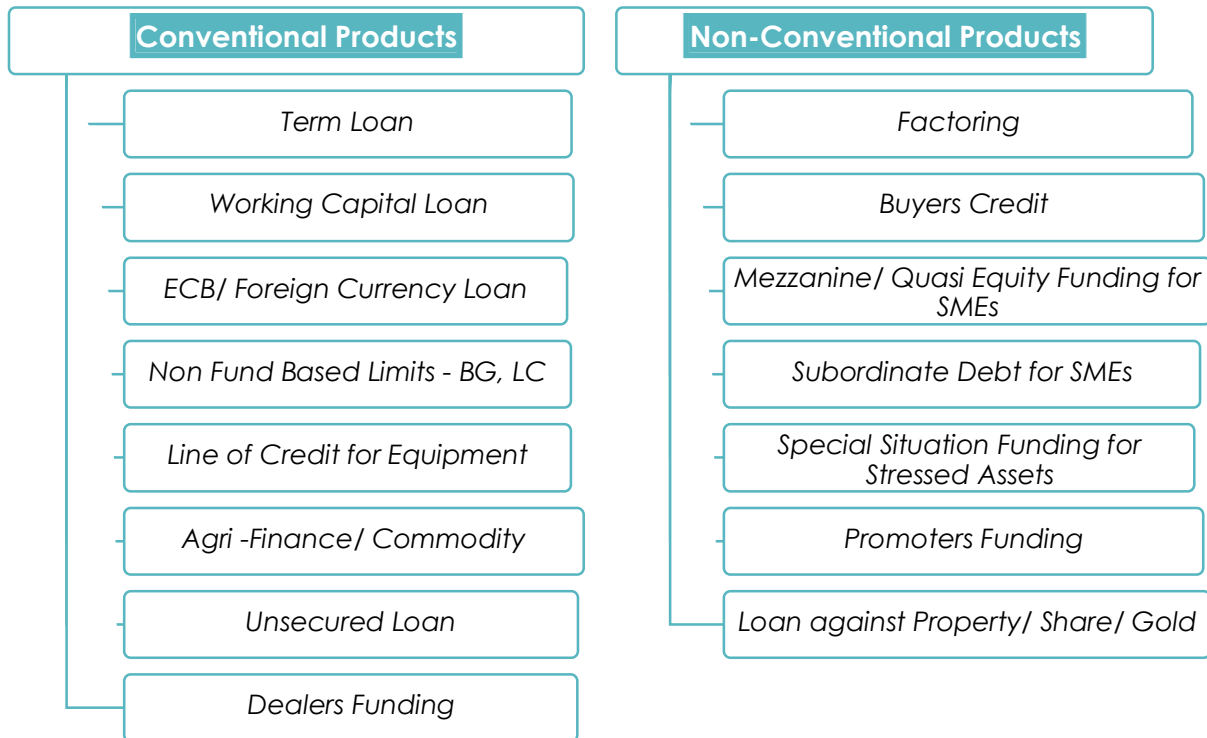 Conventional Products
Term Loan
Working Capital Loan
ECB/ Foreign Currency Loan
Non Fund Based Limits - BG, LC
Line of Credit for Equipment
Agri -Finance/ Commodity
Unsecured Loan
Dealers Funding
Non-Conventional Products
Factoring
Buyers Credit
Mezzanine/ Quasi Equity Funding for
SMEs
Subordinate Debt for SMEs
Special Situation Funding for
Stressed Assets
Promoters Funding
Loan against Property/ Share/ Gold